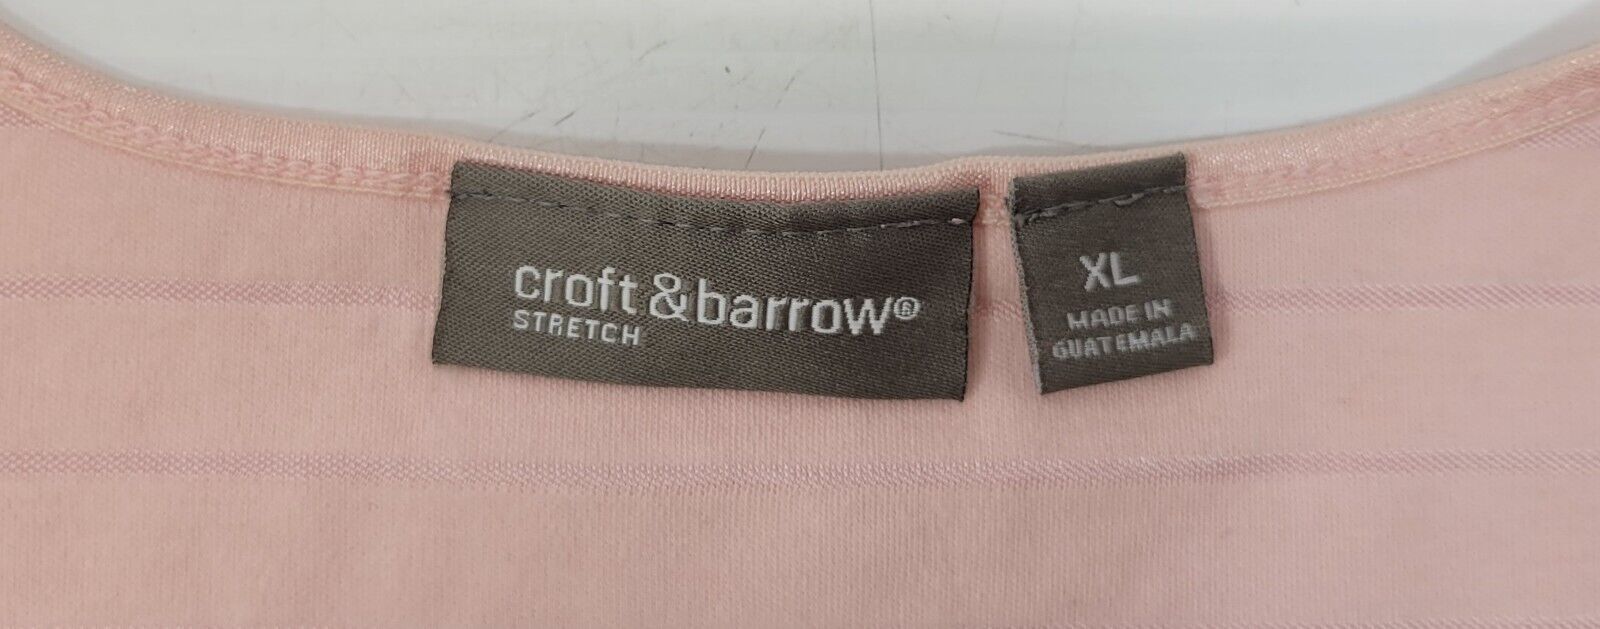 croft & barrow®
STRETCH
XL
MADE IN
GUATEMALA